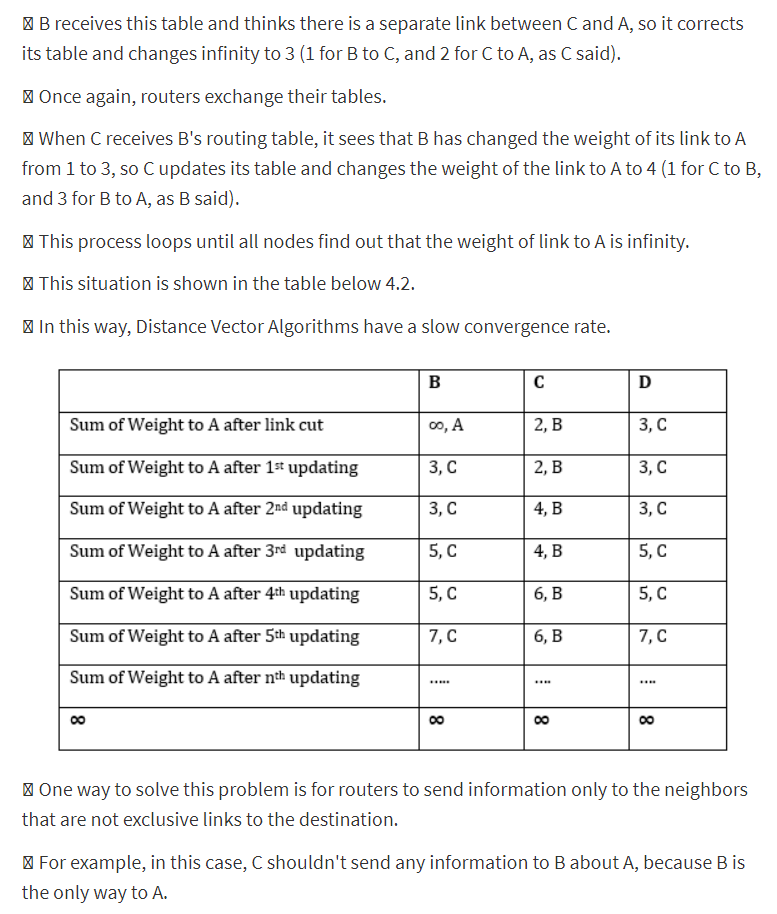 ☒ B receives this table and thinks there is a separate link between C and A, so it corrects
its table and changes infinity to 3 (1 for B to C, and 2 for C to A, as C said).
☒ Once again, routers exchange their tables.
☒ When C receives B's routing table, it sees that B has changed the weight of its link to A
from 1 to 3, so C updates its table and changes the weight of the link to A to 4 (1 for C to B,
and 3 for B to A, as B said).
☒ This process loops until all nodes find out that the weight of link to A is infinity.
☒ This situation is shown in the table below 4.2.
☒ In this way, Distance Vector Algorithms have a slow convergence rate.
B C D
Sum of Weight to A after link cut ∞, A 2, B 3, C
Sum of Weight to A after 1st updating 3, C 2, B 3, C
Sum of Weight to A after 2nd updating 3, C 4, B 3, C
Sum of Weight to A after 3rd updating 5, C 4, B 5, C
Sum of Weight to A after 4th updating 5, C 6, B 5, C
Sum of Weight to A after 5th updating 7, C 6, B 7, C
Sum of Weight to A after nth updating ..... .... ....
∞ ∞ ∞ ∞
☒ One way to solve this problem is for routers to send information only to the neighbors
that are not exclusive links to the destination.
☒ For example, in this case, C shouldn't send any information to B about A, because B is
the only way to A.